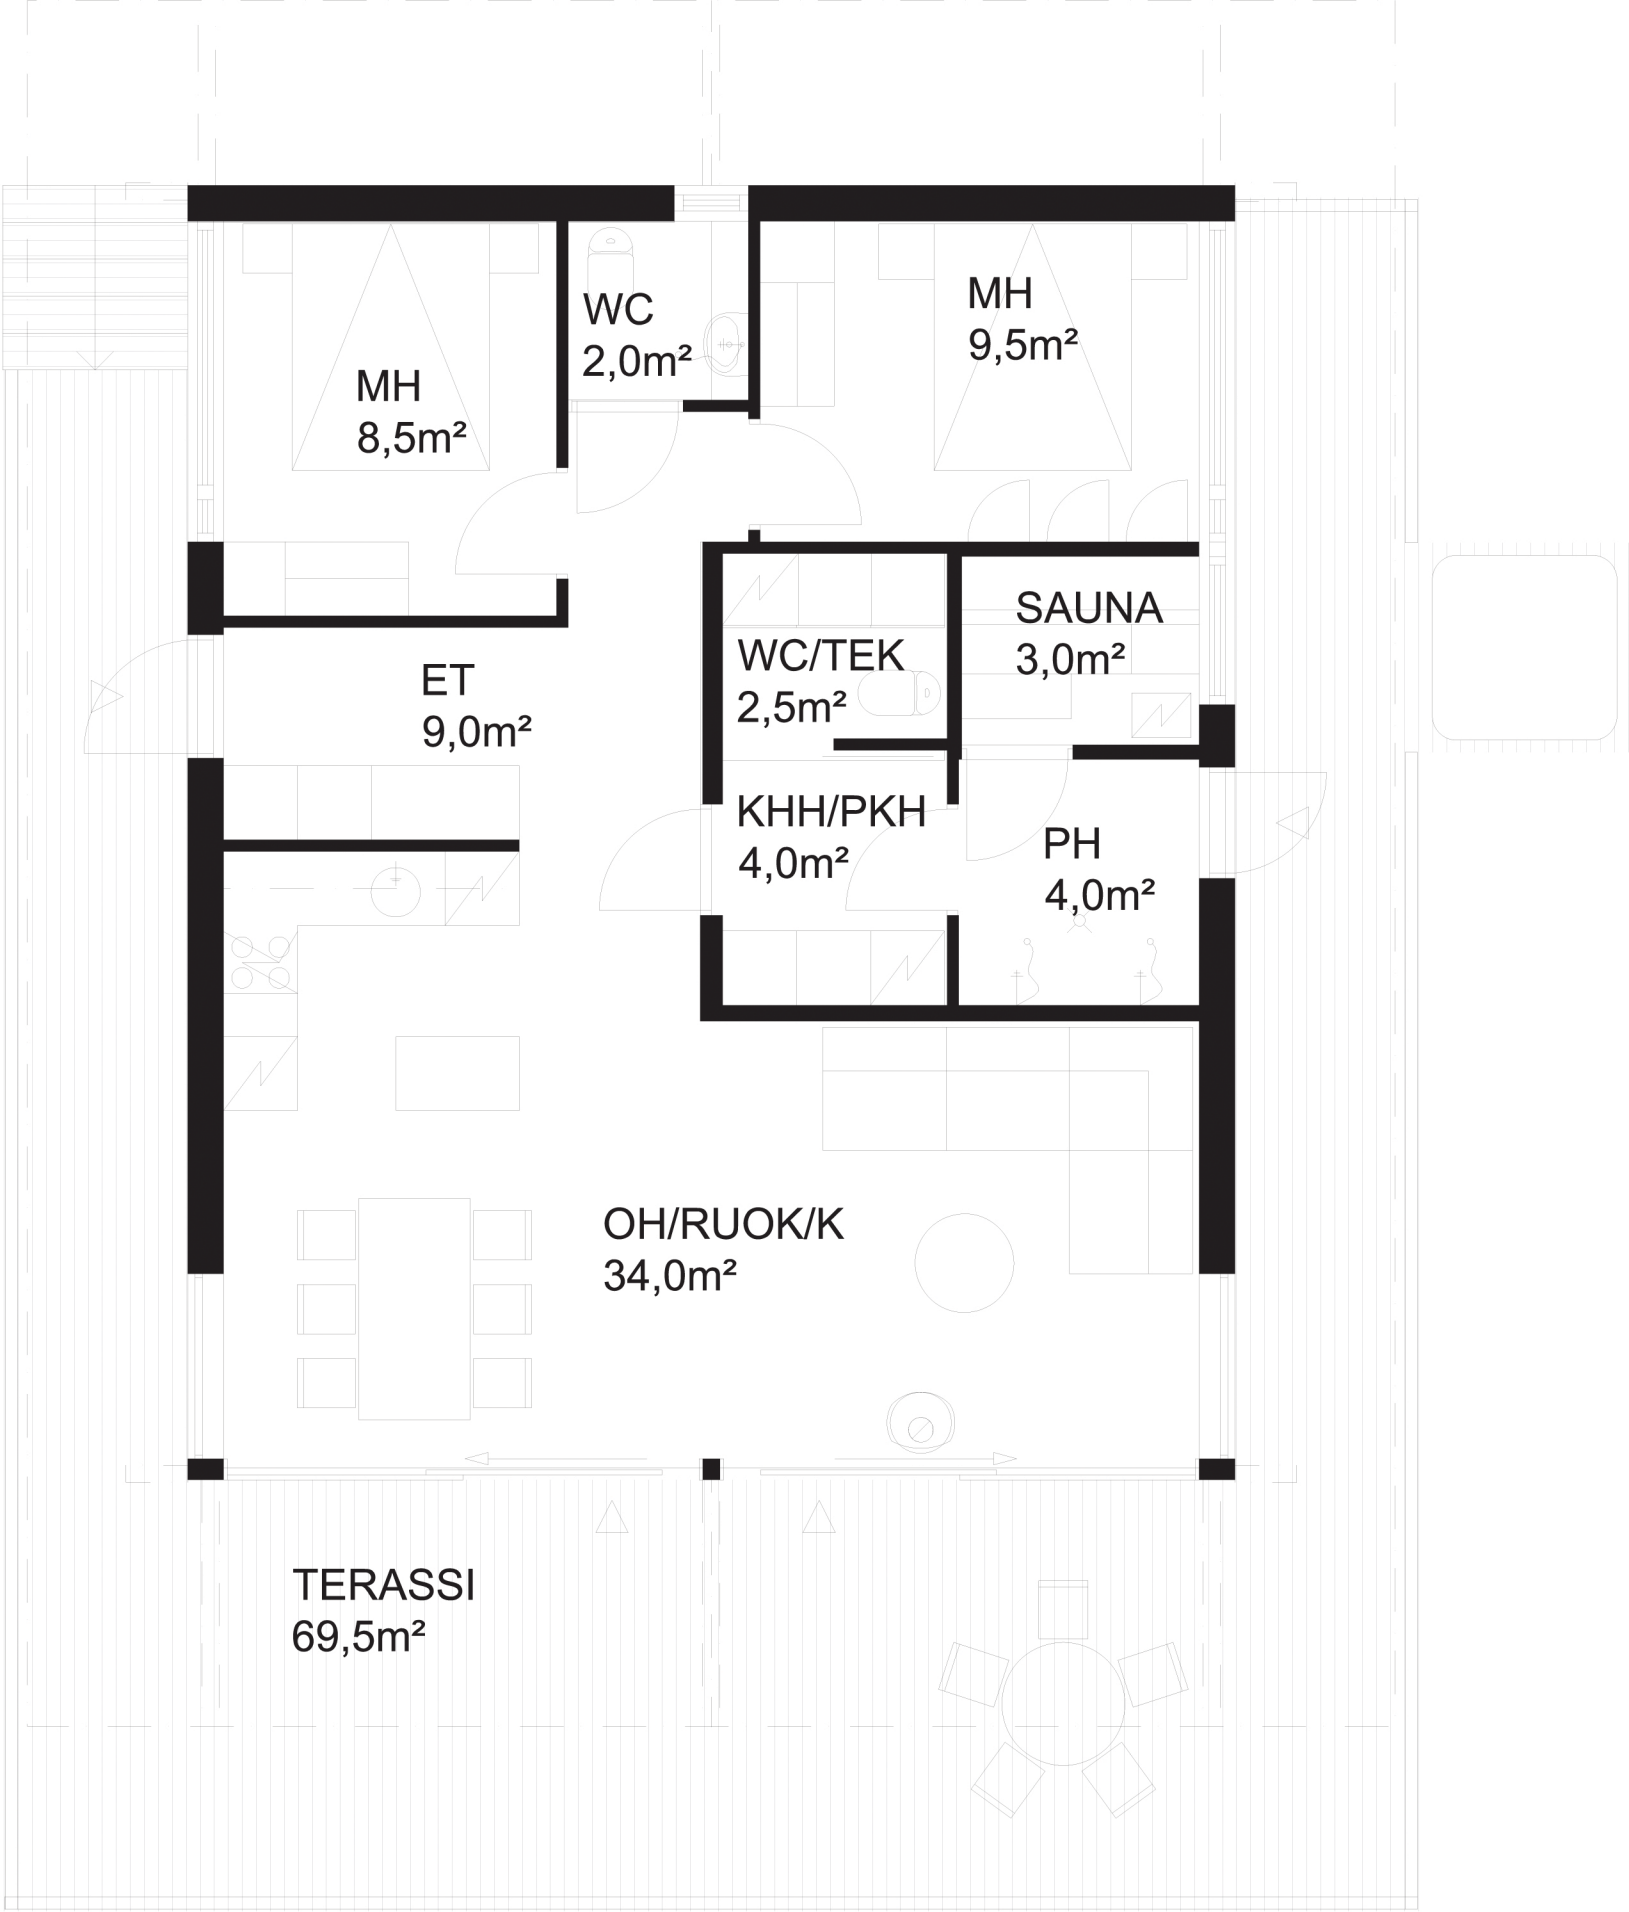 WC
2,0m²
MH
9,5m²
MH
8,5m²
SAUNA
3,0m²
WC/TEK
2,5m²
ET
9,0m²
KHH/PKH
4,0m²
PH
4,0m²
OH/RUOK/K
34,0m²
TERASSI
69,5m²